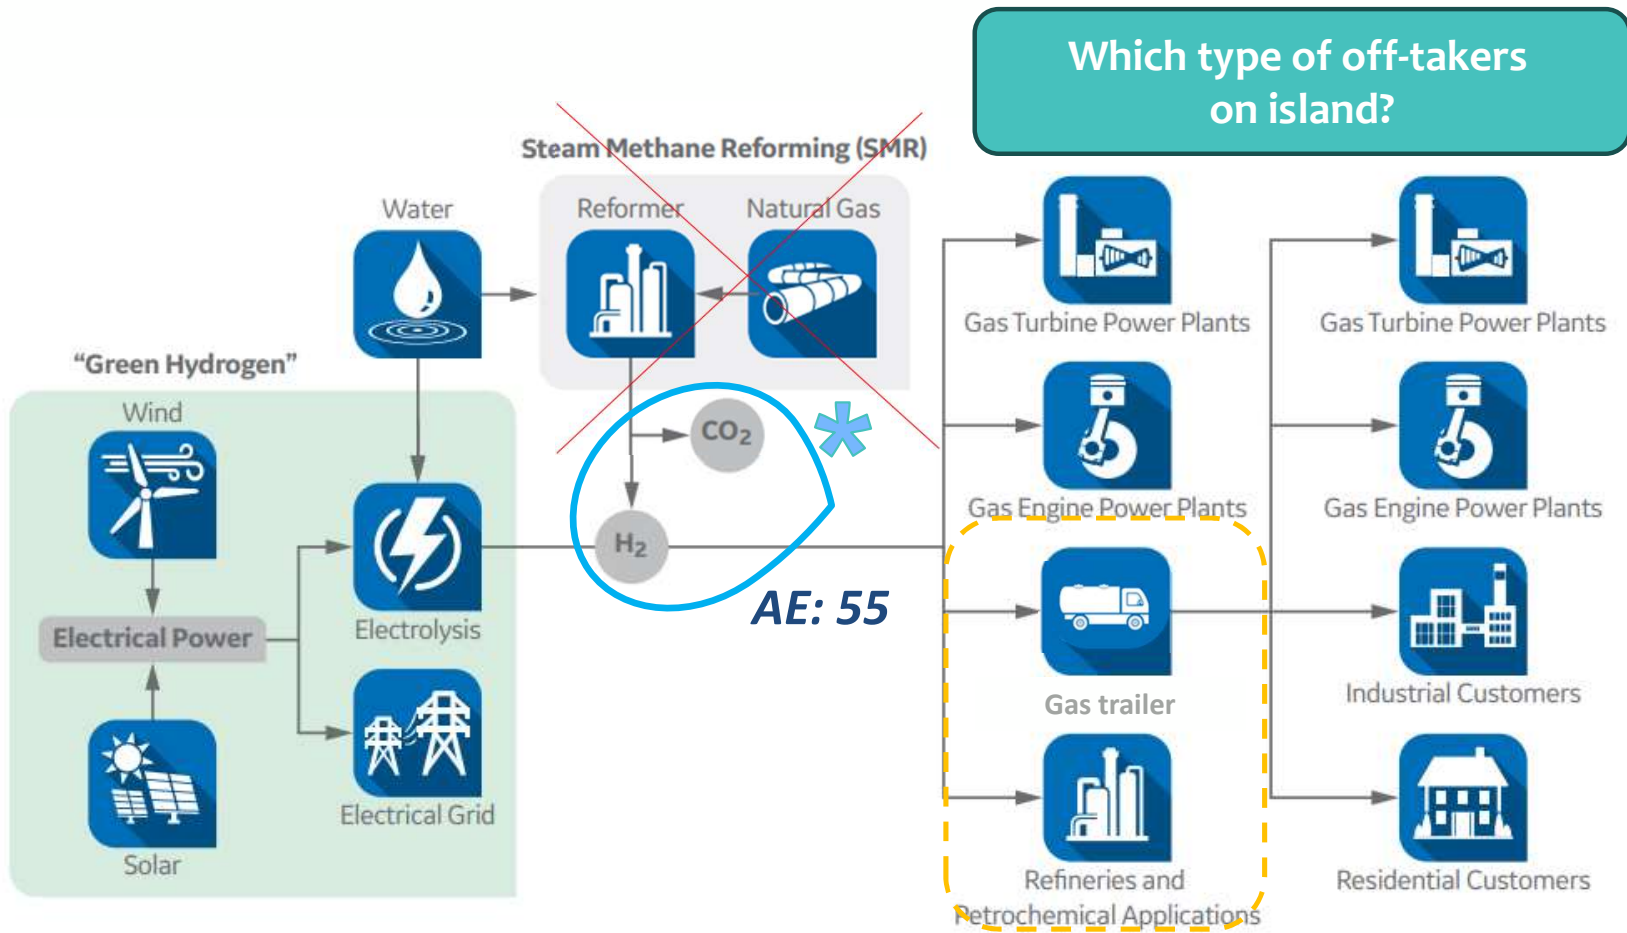 Which type of off-takers
on island?
Steam Methane Reforming (SMR)
Water
Reformer
Natural Gas
Gas Turbine Power Plants
Gas Turbine Power Plants
“Green Hydrogen”
Wind
CO2
*
Gas Engine Power Plants
Gas Engine Power Plants
H2
AE: 55
Electrical Power
Electrolysis
Gas trailer
Industrial Customers
Electrical Grid
Solar
Refineries and
Petrochemical Applications
Residential Customers